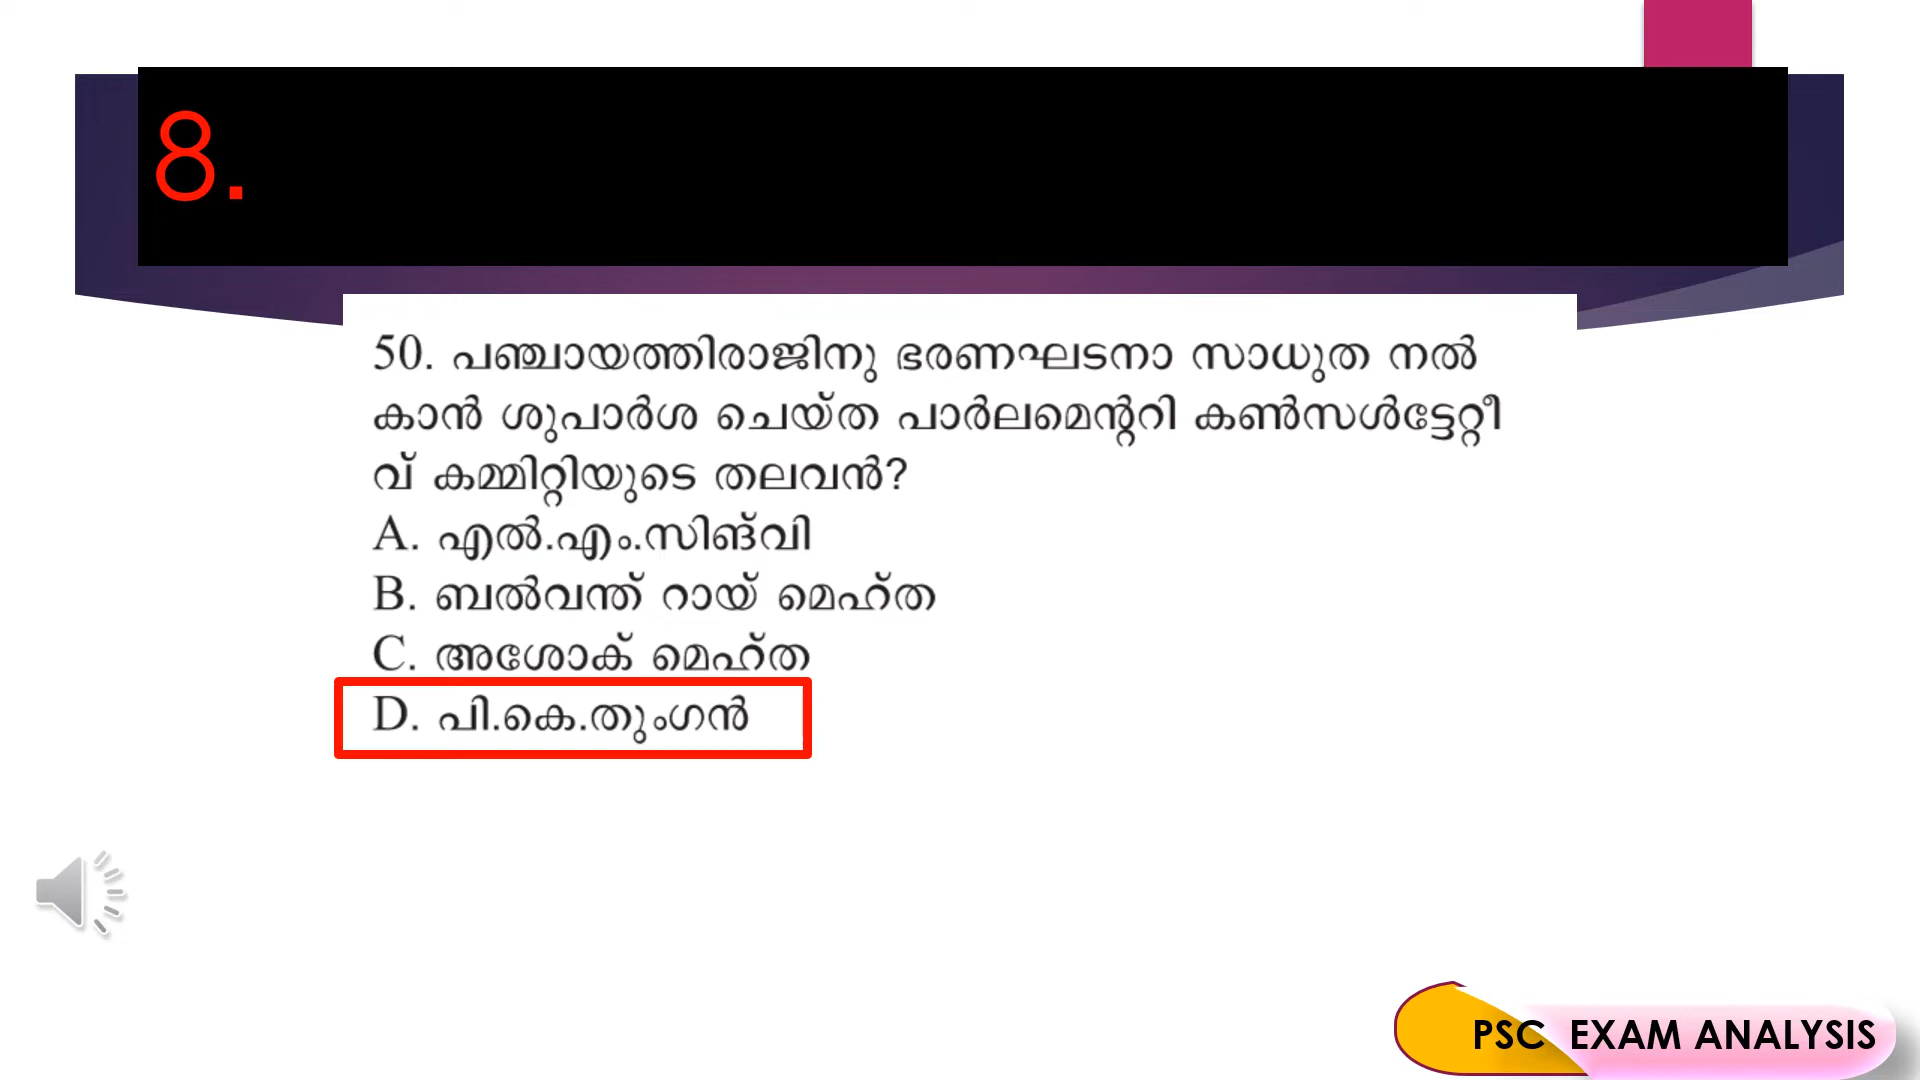 8.
50. പഞ്ചായത്തിരാജിനു ഭരണഘടനാ സാധുത നൽ
കാൻ ശുപാർശ ചെയ്ത പാർലമെന്ററി കൺസൾട്ടേറ്റീ
വ് കമ്മിറ്റിയുടെ തലവൻ?
A. എൽ.എം.സിങ്‌വി
B. ബൽവന്ത് റായ് മെഹ്ത
C. അശോക് മെഹ്ത
D. പി.കെ.തുംഗൻ
PSC EXAM ANALYSIS